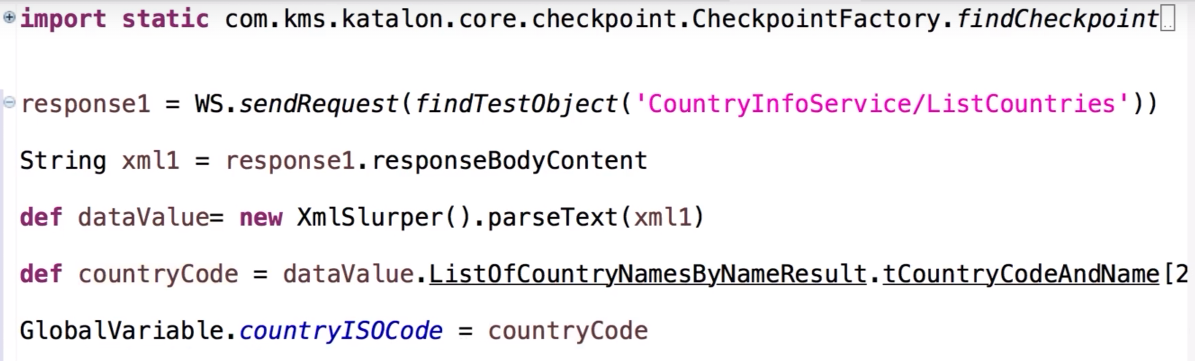 import static com.kms.katalon.core.checkpoint.CheckpointFactory.findCheckpoint
response1 = WS.sendRequest(findTestObject('CountryInfoService/ListCountries'))
String xml1 = response1.responseBodyContent
def dataValue= new XmlSlurper().parseText(xml1)
def countryCode = dataValue.ListOfCountryNamesByNameResult.tCountryCodeAndName[2
GlobalVariable.countryISOCode = countryCode